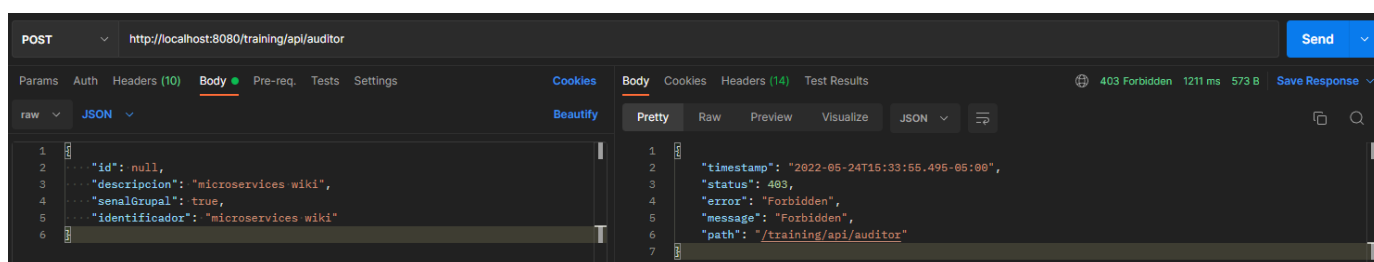 POST http://localhost:8080/training/api/auditor Send
Params Auth Headers (10) Body Pre-req. Tests Settings Cookies
raw JSON Beautify
1 {
2 "id": null,
3 "descripcion": "microservices wiki",
4 "senalGrupal": true,
5 "identificador": "microservices wiki"
6 }
Body Cookies Headers (14) Test Results 403 Forbidden 1211 ms 573 B Save Response
Pretty Raw Preview Visualize JSON
1 {
2 "timestamp": "2022-05-24T15:33:55.495-05:00",
3 "status": 403,
4 "error": "Forbidden",
5 "message": "Forbidden",
6 "path": "/training/api/auditor"
7 }